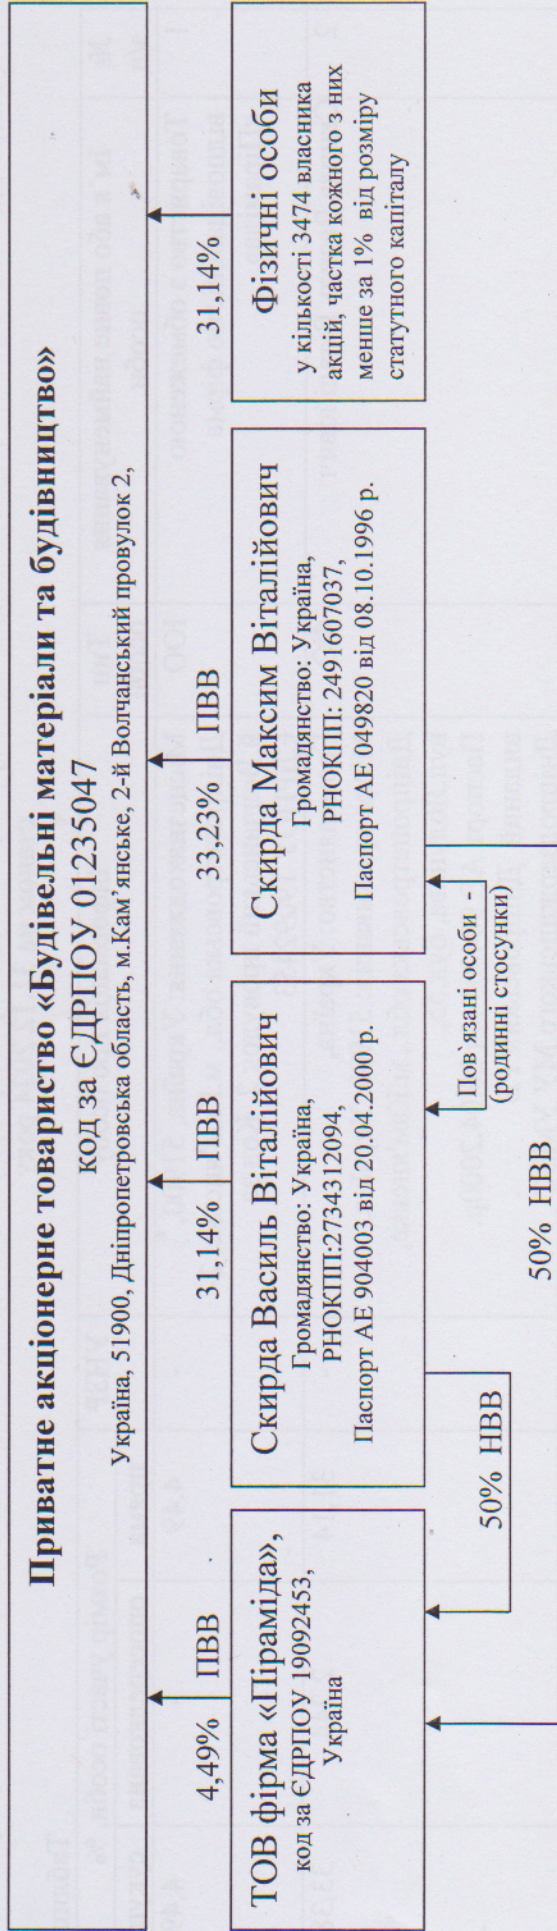 Приватне акціонерне товариство «Будівельні матеріали та будівництво»
код за ЄДРПОУ 01235047
Україна, 51900, Дніпропетровська область, м.Кам'янське, 2-й Волчанський провулок 2,
4,49% ПВВ
31,14% ПВВ
33,23% ПВВ
31,14%
ТОВ фірма «Піраміда»,
код за ЄДРПОУ 19092453,
Україна
Скирда Василь Віталійович
Громадянство: Україна,
РНОКПП:2734312094,
Паспорт АЕ 904003 від 20.04.2000 р.
Скирда Максим Віталійович
Громадянство: Україна,
РНОКПП: 2491607037,
Паспорт АЕ 049820 від 08.10.1996 р.
Фізичні особи
у кількості 3474 власника
акцій, частка кожного з них
менше за 1% від розміру
статутного капіталу
50% НВВ
Пов`язані особи -
(родинні стосунки)
50% НВВ